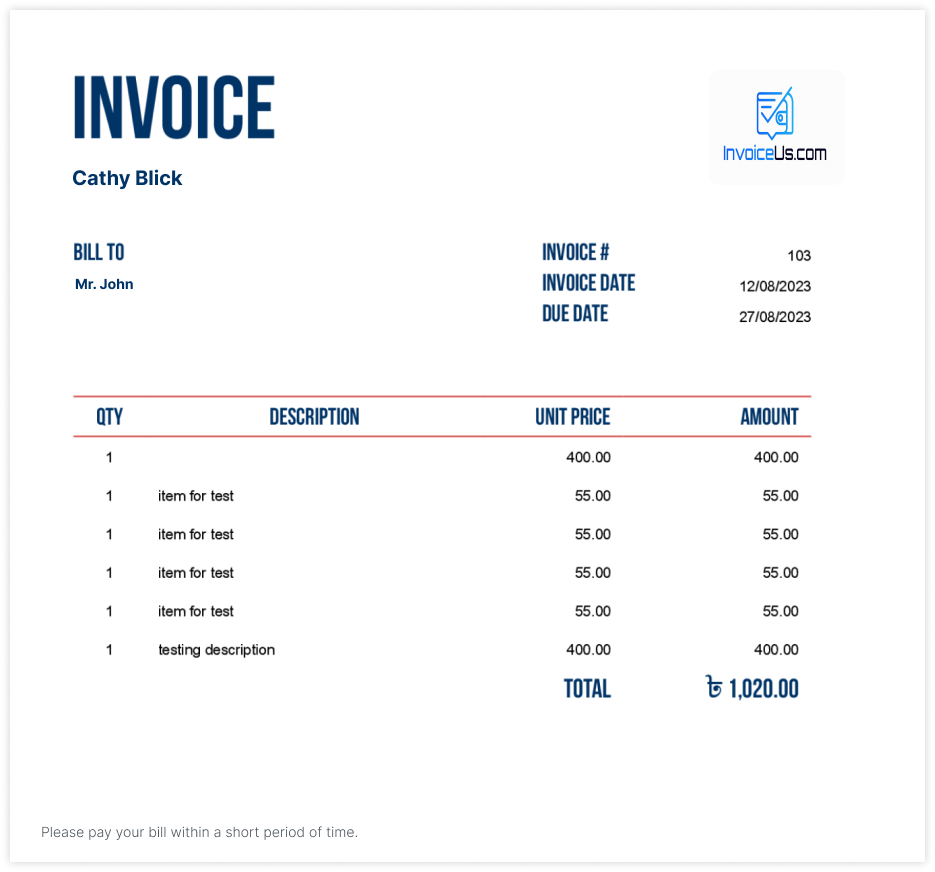 INVOICE
InvoiceUs.com
Cathy Blick
BILL TO
Mr. John
INVOICE # 103
INVOICE DATE 12/08/2023
DUE DATE 27/08/2023
QTY DESCRIPTION UNIT PRICE AMOUNT
1 400.00 400.00
1 item for test 55.00 55.00
1 item for test 55.00 55.00
1 item for test 55.00 55.00
1 item for test 55.00 55.00
1 testing description 400.00 400.00
TOTAL ৳ 1,020.00
Please pay your bill within a short period of time.